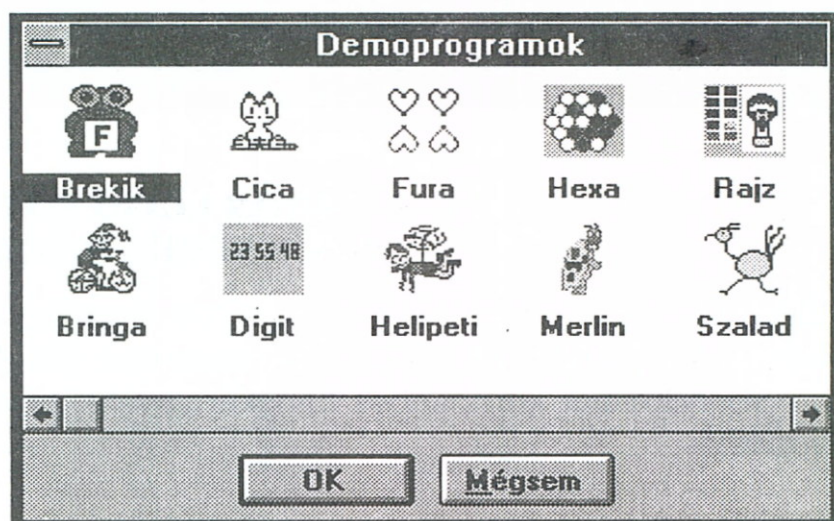 Demoprogramok
F
Brekik Cica Fura Hexa Rajz
23 55 48
Bringa Digit Helipeti Merlin Szalad
OK Mégsem